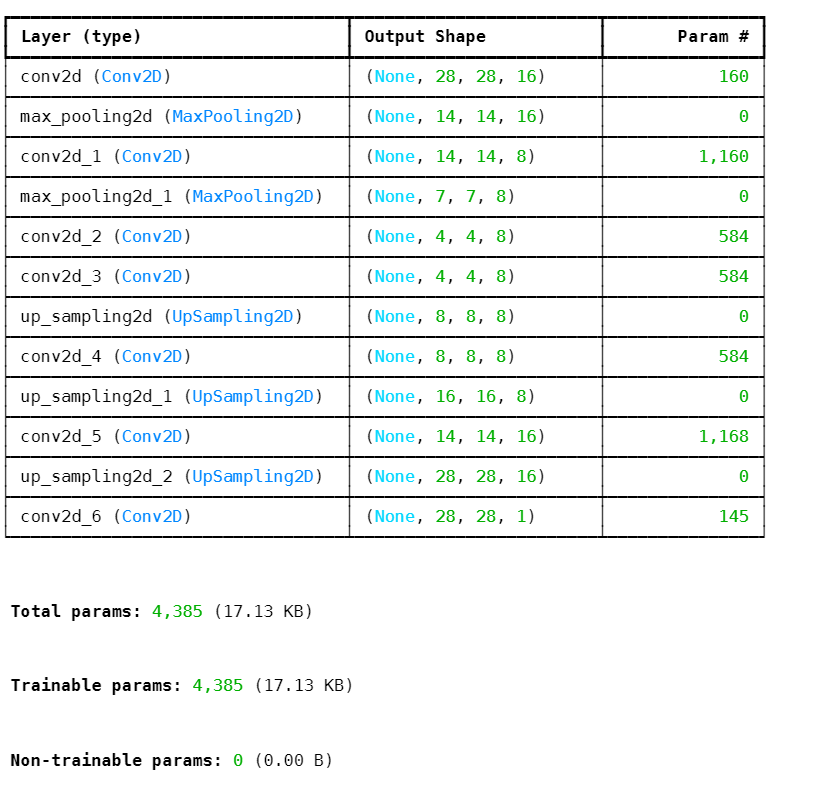 Layer (type) Output Shape Param #
conv2d (Conv2D) (None, 28, 28, 16) 160
max_pooling2d (MaxPooling2D) (None, 14, 14, 16) 0
conv2d_1 (Conv2D) (None, 14, 14, 8) 1,160
max_pooling2d_1 (MaxPooling2D) (None, 7, 7, 8) 0
conv2d_2 (Conv2D) (None, 4, 4, 8) 584
conv2d_3 (Conv2D) (None, 4, 4, 8) 584
up_sampling2d (UpSampling2D) (None, 8, 8, 8) 0
conv2d_4 (Conv2D) (None, 8, 8, 8) 584
up_sampling2d_1 (UpSampling2D) (None, 16, 16, 8) 0
conv2d_5 (Conv2D) (None, 14, 14, 16) 1,168
up_sampling2d_2 (UpSampling2D) (None, 28, 28, 16) 0
conv2d_6 (Conv2D) (None, 28, 28, 1) 145
Total params: 4,385 (17.13 KB)
Trainable params: 4,385 (17.13 KB)
Non-trainable params: 0 (0.00 B)